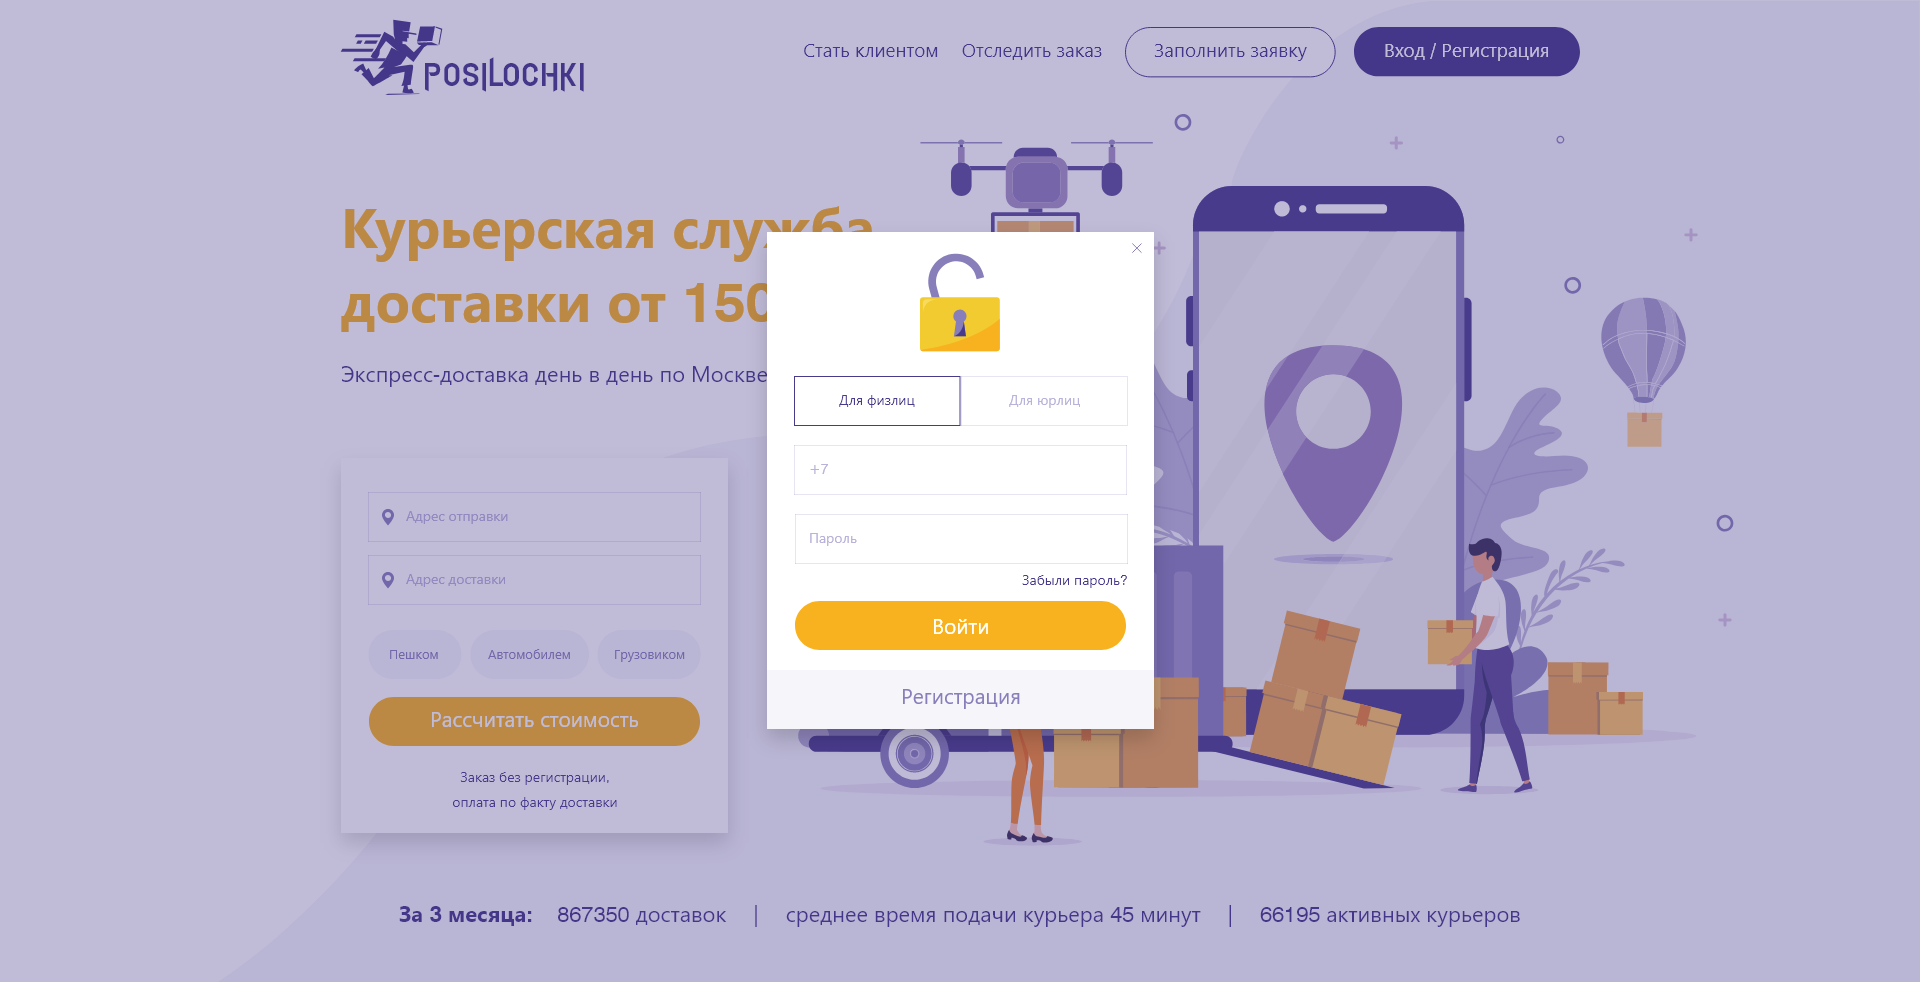 POSILOCHKI
Стать клиентом
Отследить заказ
Заполнить заявку
Вход / Регистрация
Курьерская служба
доставки от 150
Экспресс-доставка день в день по Москве
Адрес отправки
Адрес доставки
Пешком
Автомобилем
Грузовиком
Рассчитать стоимость
Заказ без регистрации,
оплата по факту доставки
Для физлиц
Для юрлиц
+7
Пароль
Забыли пароль?
Войти
Регистрация
За 3 месяца: 867350 доставок | среднее время подачи курьера 45 минут | 66195 активных курьеров